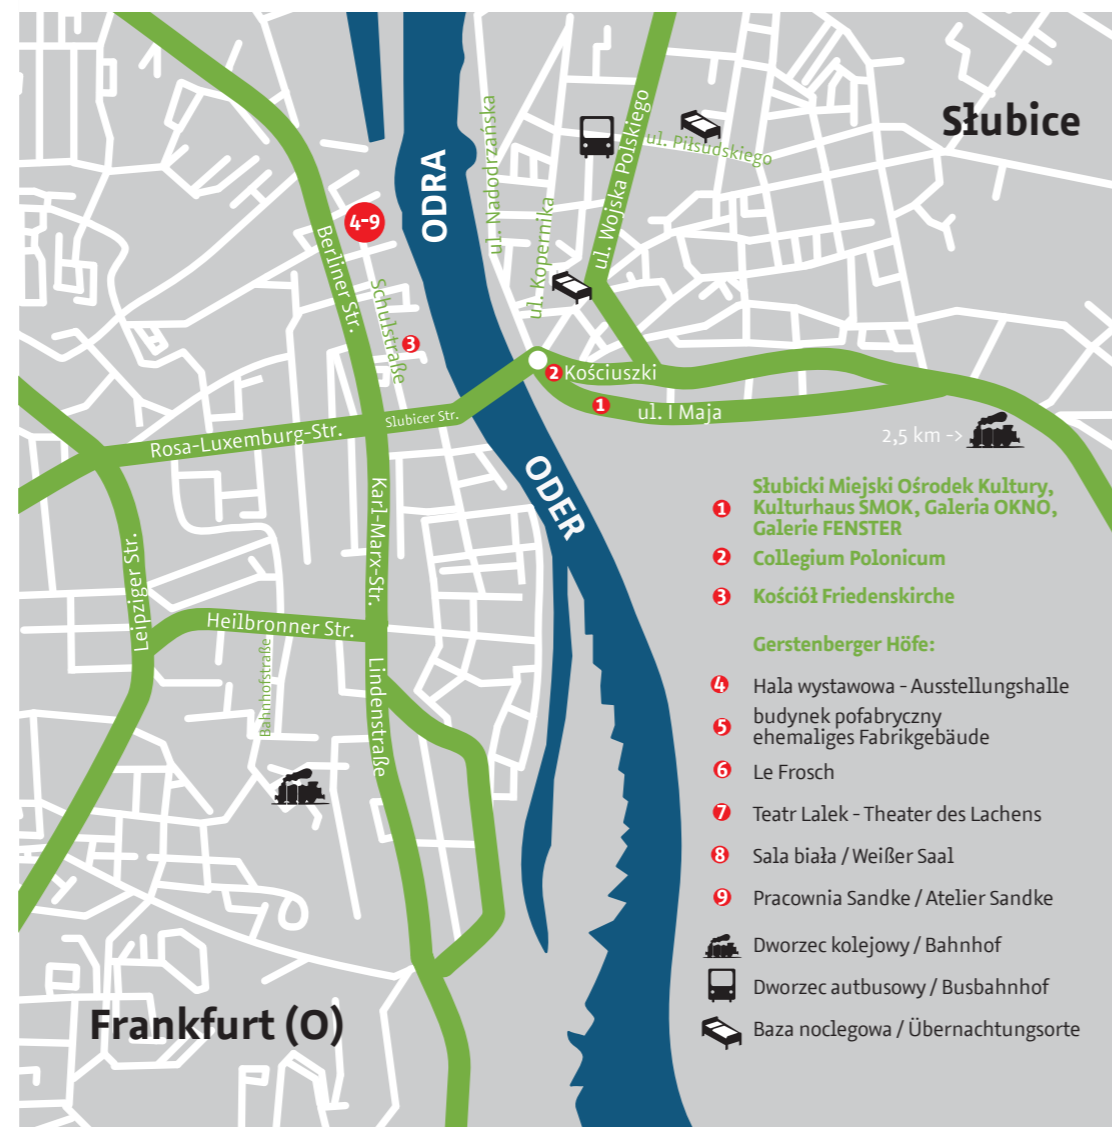 Słubice
ODRA
ul. Nadodrzańska
ul. Kopernika
ul. Wojska Polskiego
ul. Piłsudskiego
4-9
Berliner Str.
Schulstraße
3
2 Kościuszki
1
ul. I Maja
Slubicer Str.
Rosa-Luxemburg-Str.
2,5 km ->
ODER
Karl-Marx-Str.
Leipziger Str.
Heilbronner Str.
Bahnhofstraße
Lindenstraße
Frankfurt (O)
1 Słubicki Miejski Ośrodek Kultury,
Kulturhaus SMOK, Galeria OKNO,
Galerie FENSTER
2 Collegium Polonicum
3 Kościół Friedenskirche
Gerstenberger Höfe:
4 Hala wystawowa - Ausstellungshalle
5 budynek pofabryczny
ehemaliges Fabrikgebäude
6 Le Frosch
7 Teatr Lalek - Theater des Lachens
8 Sala biała / Weißer Saal
9 Pracownia Sandke / Atelier Sandke
Dworzec kolejowy / Bahnhof
Dworzec autbusowy / Busbahnhof
Baza noclegowa / Übernachtungsorte